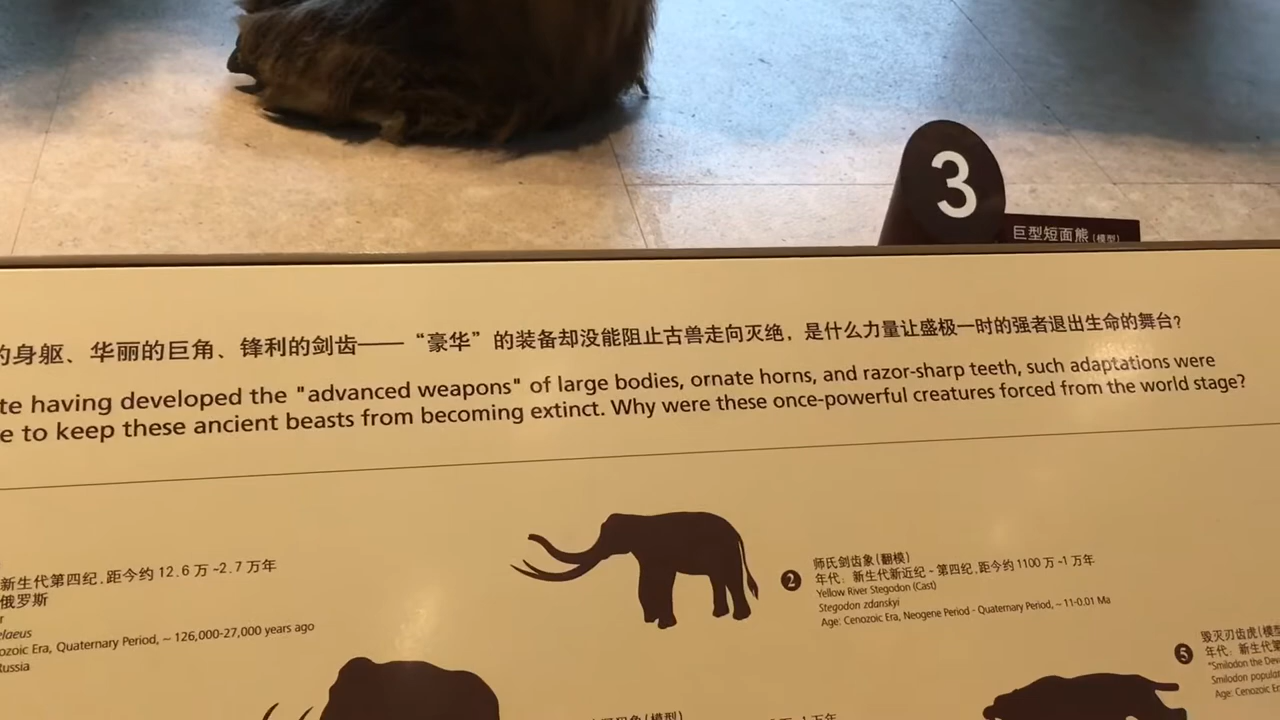 3
巨型短面熊(模型)
的身躯、华丽的巨角、锋利的剑齿——“豪华”的装备却没能阻止古兽走向灭绝，是什么力量让盛极一时的强者退出生命的舞台?
te having developed the "advanced weapons" of large bodies, ornate horns, and razor-sharp teeth, such adaptations were
e to keep these ancient beasts from becoming extinct. Why were these once-powerful creatures forced from the world stage?
新生代第四纪,距今约 12.6 万 ~2.7 万年
俄罗斯
r
elaeus
ozoic Era, Quaternary Period, ~ 126,000-27,000 years ago
Russia
2
师氏剑齿象(翻模)
年代: 新生代新近纪 - 第四纪,距今约 1100 万 ~1 万年
Yellow River Stegodon (Cast)
Stegodon zdanskyi
Age: Cenozoic Era, Neogene Period - Quaternary Period, ~ 11-0.01 Ma
5
毁灭刃齿虎(模型
年代: 新生代第
"Smilodon the De
Smilodon popula
Age: Cenozoic E